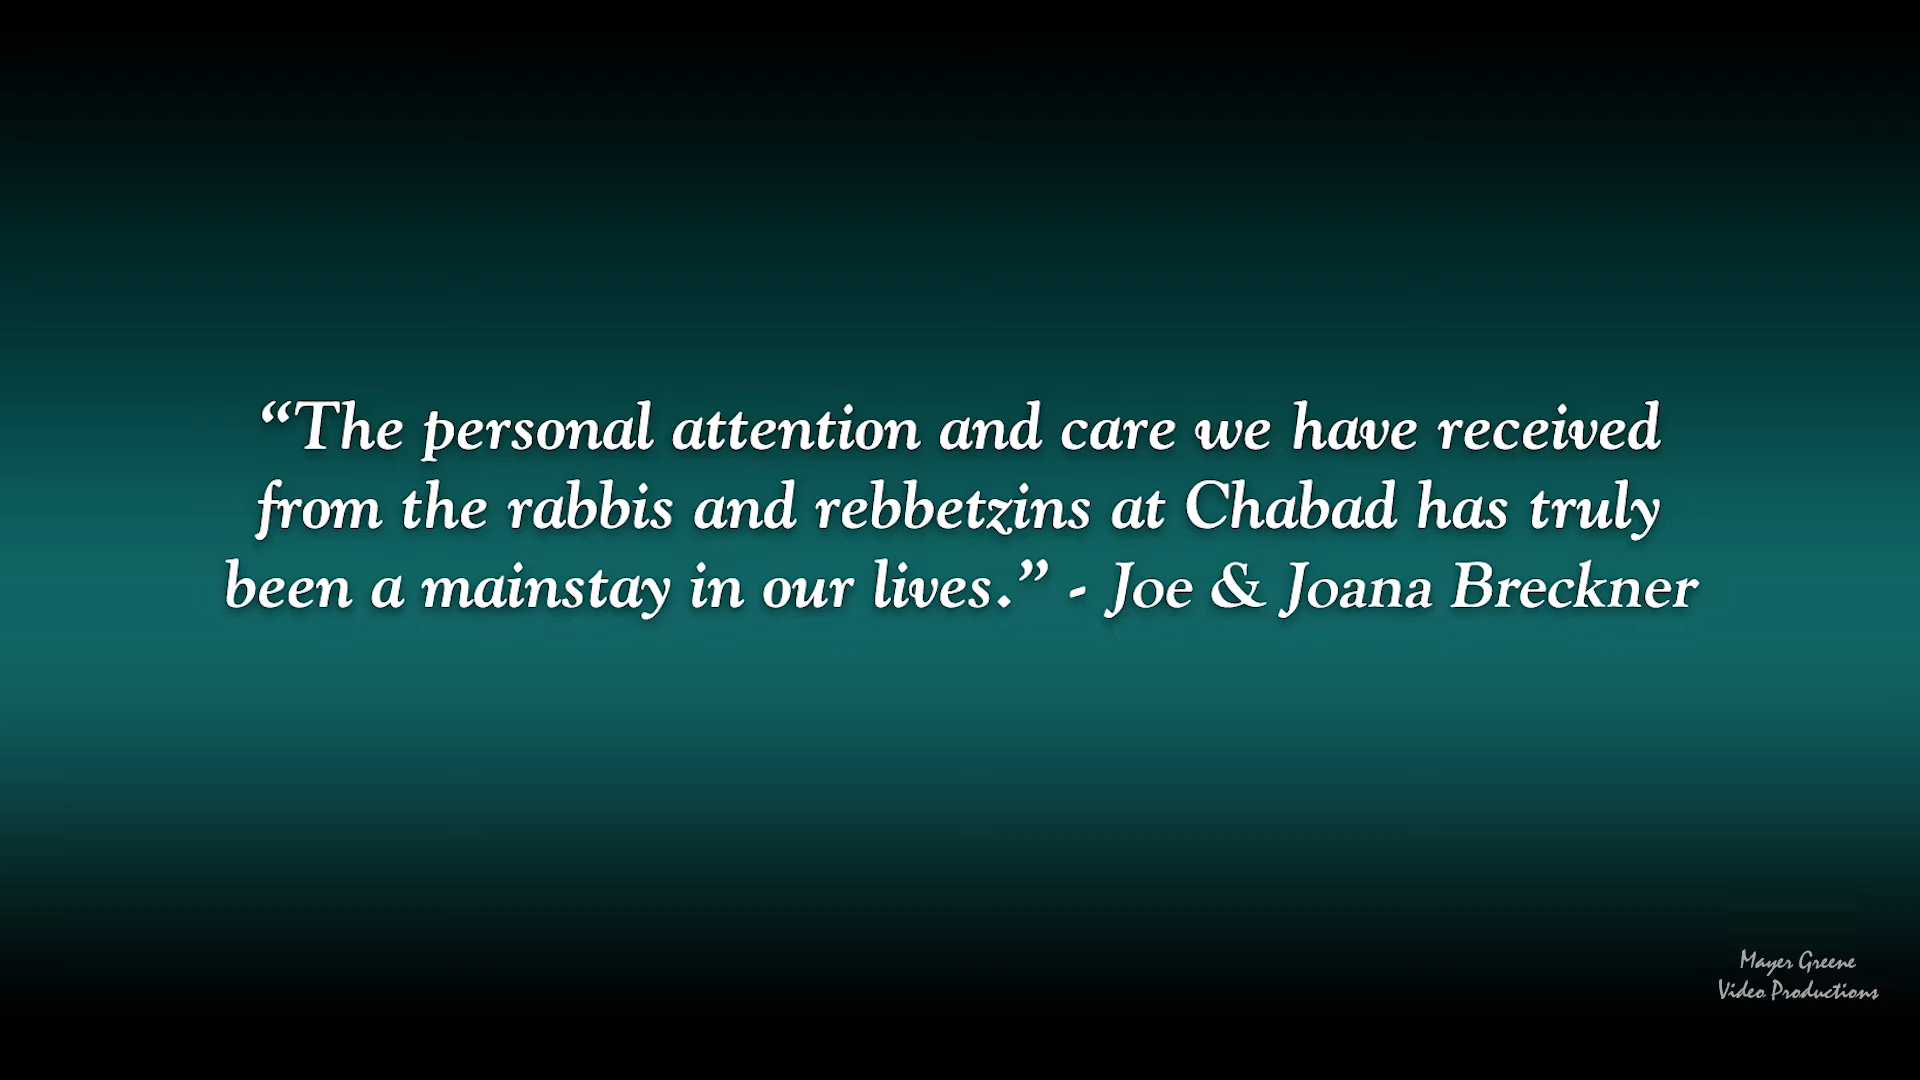 “The personal attention and care we have received
from the rabbis and rebbetzins at Chabad has truly
been a mainstay in our lives.” - Joe & Joana Breckner
Mayer Greene
Video Productions